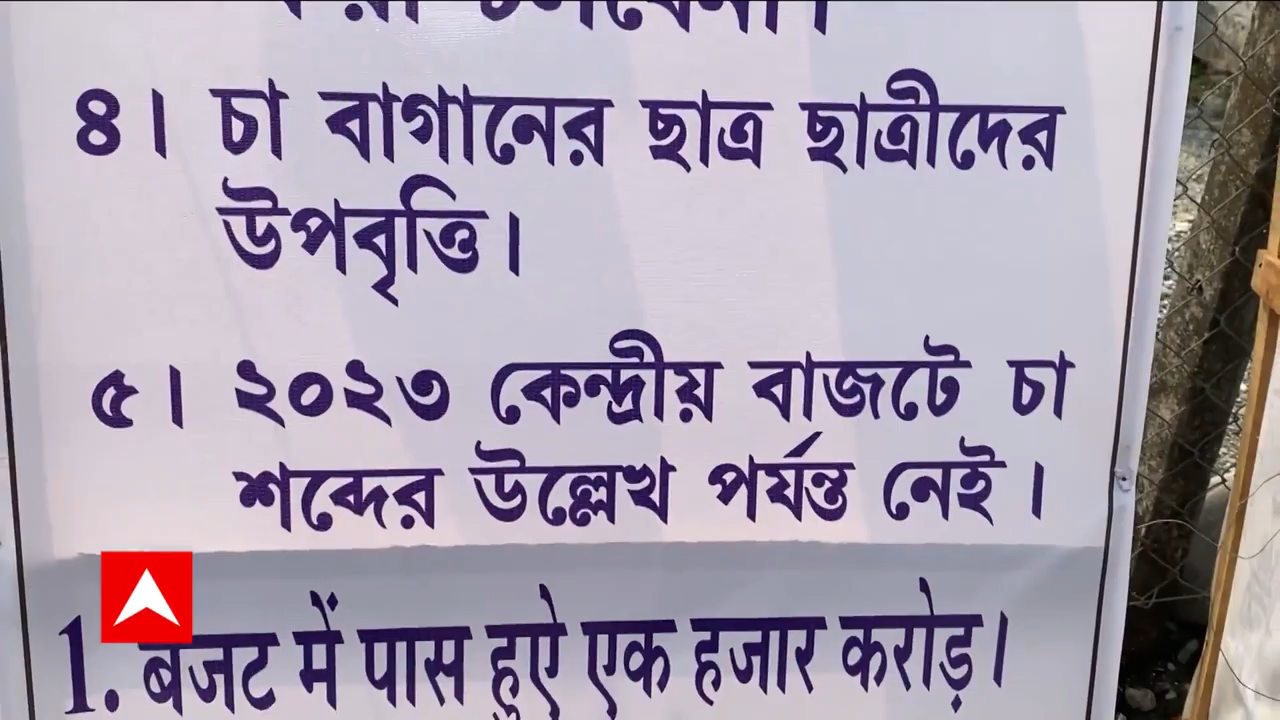 ৪। চা বাগানের ছাত্র ছাত্রীদের
উপবৃত্তি।
৫। ২০২৩ কেন্দ্রীয় বাজটে চা
শব্দের উল্লেখ পর্যন্ত নেই।
1. बजट में पास हुऐ एक हजार करोड़।